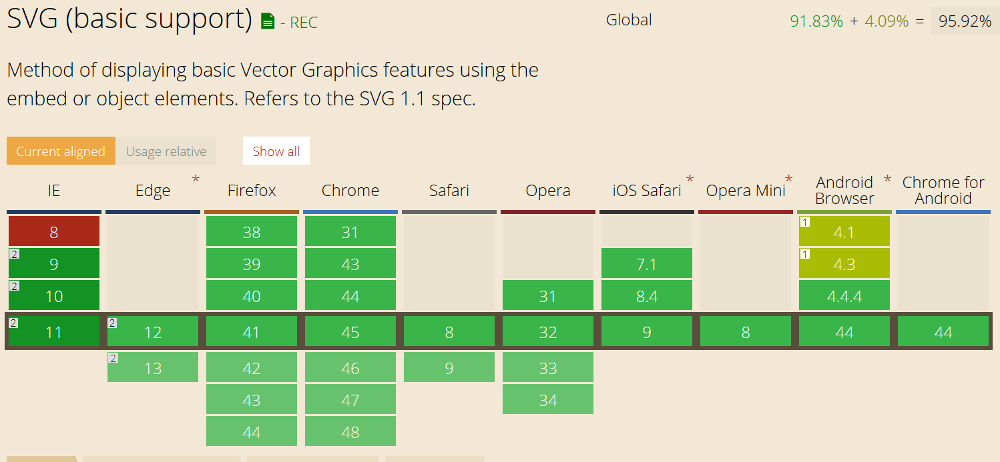 SVG (basic support) - REC
Global 91.83% + 4.09% = 95.92%
Method of displaying basic Vector Graphics features using the
embed or object elements. Refers to the SVG 1.1 spec.
Current aligned Usage relative Show all
IE Edge * Firefox Chrome Safari Opera iOS Safari * Opera Mini * Android Browser * Chrome for Android
8 38 31 1 4.1
2 9 39 43 7.1 1 4.3
2 10 40 44 31 8.4 4.4.4
2 11 2 12 41 45 8 32 9 8 44 44
2 13 42 46 9 33
43 47 34
44 48